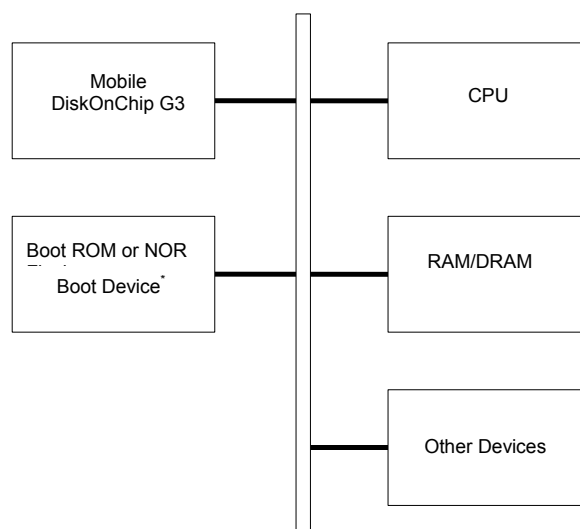 Mobile
DiskOnChip G3
CPU
Boot ROM or NOR
Boot Device*
RAM/DRAM
Other Devices